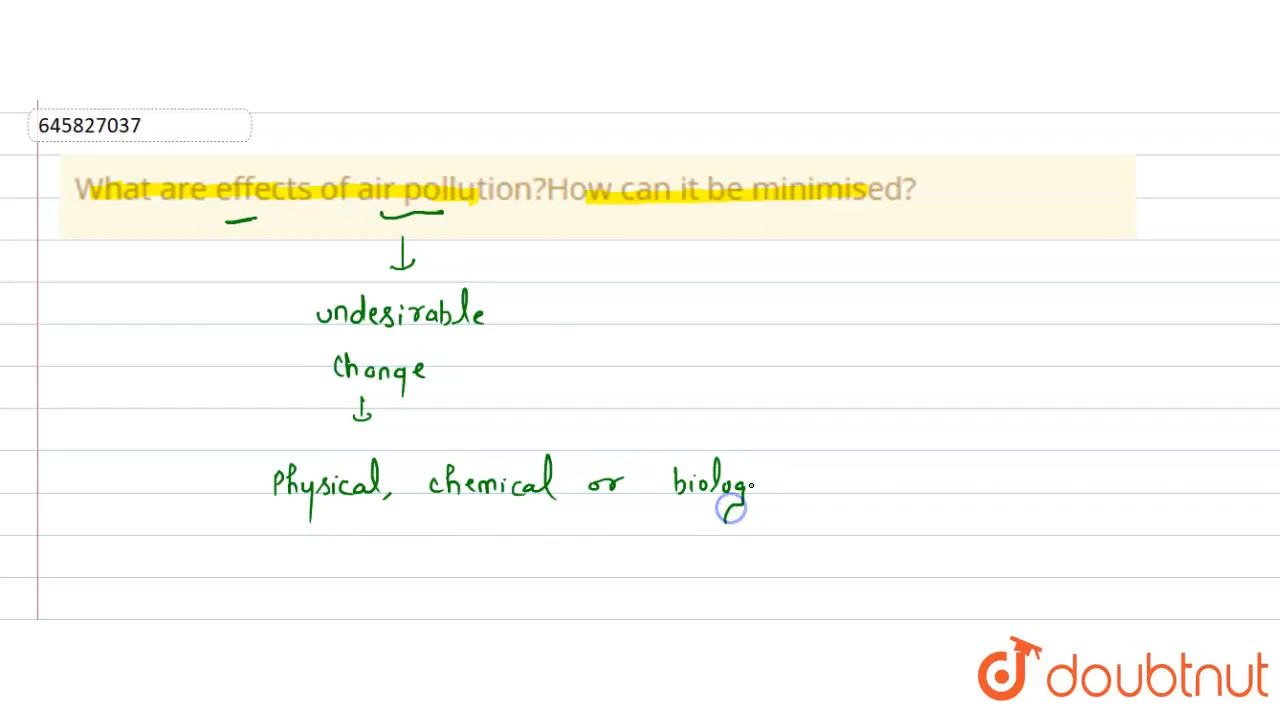 645827037
What are effects of air pollution?How can it be minimised?
undesirable
change
Physical, chemical or biolog
doubtnut